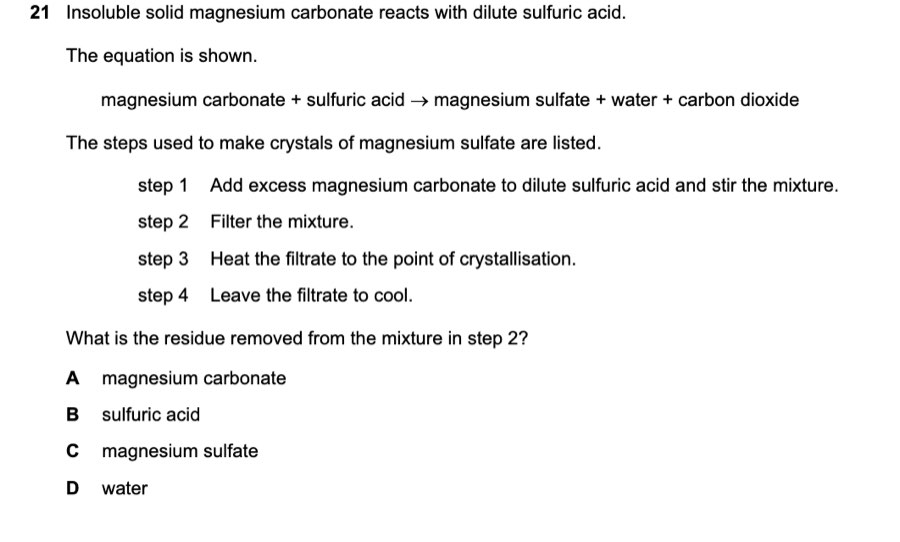 21 Insoluble solid magnesium carbonate reacts with dilute sulfuric acid.
The equation is shown.
magnesium carbonate + sulfuric acid → magnesium sulfate + water + carbon dioxide
The steps used to make crystals of magnesium sulfate are listed.
step 1 Add excess magnesium carbonate to dilute sulfuric acid and stir the mixture.
step 2 Filter the mixture.
step 3 Heat the filtrate to the point of crystallisation.
step 4 Leave the filtrate to cool.
What is the residue removed from the mixture in step 2?
A magnesium carbonate
B sulfuric acid
C magnesium sulfate
D water